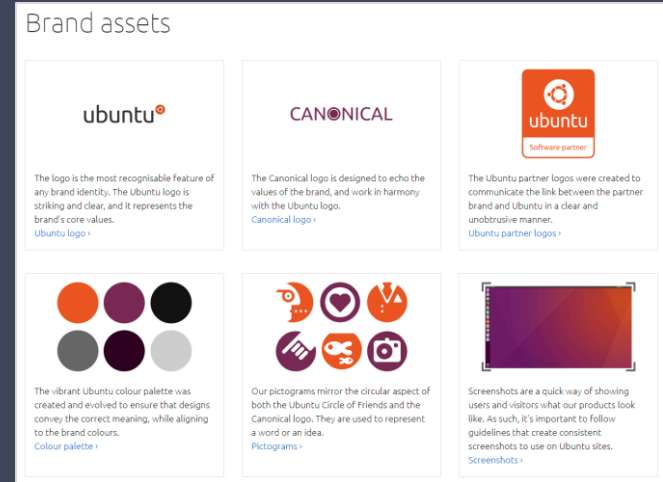 Brand assets
ubuntu
The logo is the most recognisable feature of
any brand identity. The Ubuntu logo is
striking and clear, and it represents the
brand's core values.
Ubuntu logo ›
CANONICAL
The Canonical logo is designed to echo the
values of the brand, and work in harmony
with the Ubuntu logo.
Canonical logo ›
ubuntu
Software partner
The Ubuntu partner logos were created to
communicate the link between the partner
brand and Ubuntu in a clear and
unobtrusive manner.
Ubuntu partner logos ›
The vibrant Ubuntu colour palette was
created and evolved to ensure that designs
convey the correct meaning, while aligning
to the brand colours.
Colour palette ›
Our pictograms mirror the circular aspect of
both the Ubuntu Circle of Friends and the
Canonical logo. They are used to represent
a word or an idea.
Pictograms ›
Screenshots are a quick way of showing
users and visitors what our products look
like. As such, it's important to follow
guidelines that create consistent
screenshots to use on Ubuntu sites.
Screenshots ›